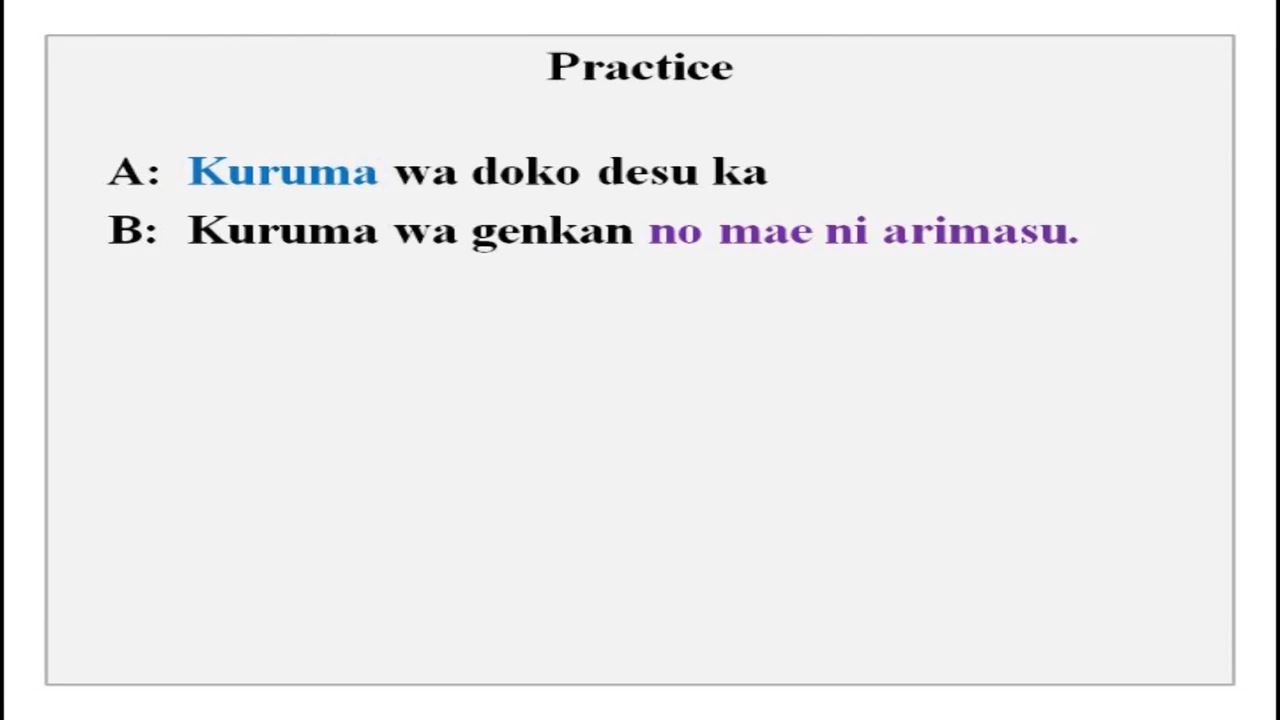 Practice
A: Kuruma wa doko desu ka
B: Kuruma wa genkan no mae ni arimasu.